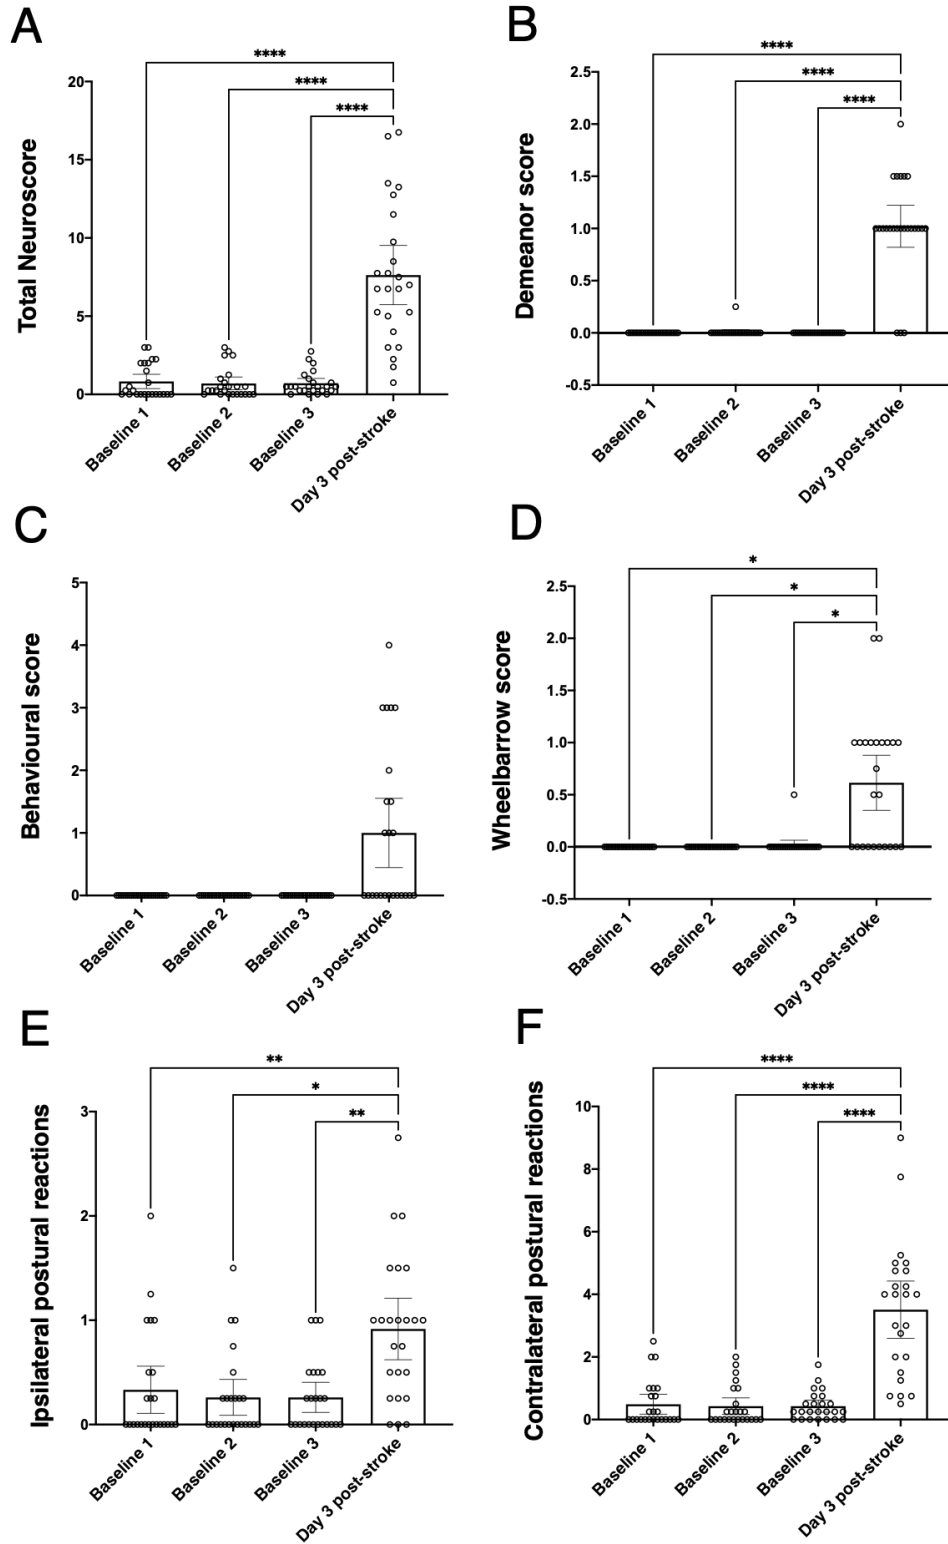 A
Total Neuroscore
20
15
10
5
0
****
****
****
Baseline 1
Baseline 2
Baseline 3
Day 3 post-stroke
B
Demeanor score
2.5
2.0
1.5
1.0
0.5
0.0
-0.5
****
****
****
Baseline 1
Baseline 2
Baseline 3
Day 3 post-stroke
C
Behavioural score
5
4
3
2
1
0
Baseline 1
Baseline 2
Baseline 3
Day 3 post-stroke
D
Wheelbarrow score
2.5
2.0
1.5
1.0
0.5
0.0
-0.5
*
*
*
Baseline 1
Baseline 2
Baseline 3
Day 3 post-stroke
E
Ipsilateral postural reactions
3
2
1
0
**
*
**
Baseline 1
Baseline 2
Baseline 3
Day 3 post-stroke
F
Contralateral postural reactions
10
8
6
4
2
0
****
****
****
Baseline 1
Baseline 2
Baseline 3
Day 3 post-stroke